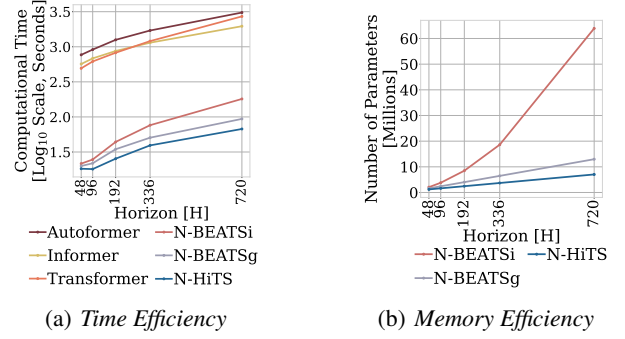 Computational Time
[Log10 Scale, Seconds]
3.5
3.0
2.5
2.0
1.5
48
96
192
336
720
Horizon [H]
Autoformer
N-BEATSi
Informer
N-BEATSg
Transformer
N-HiTS
(a) Time Efficiency
Number of Parameters
[Millions]
60
50
40
30
20
10
0
48
96
192
336
720
Horizon [H]
N-BEATSi
N-HiTS
N-BEATSg
(b) Memory Efficiency